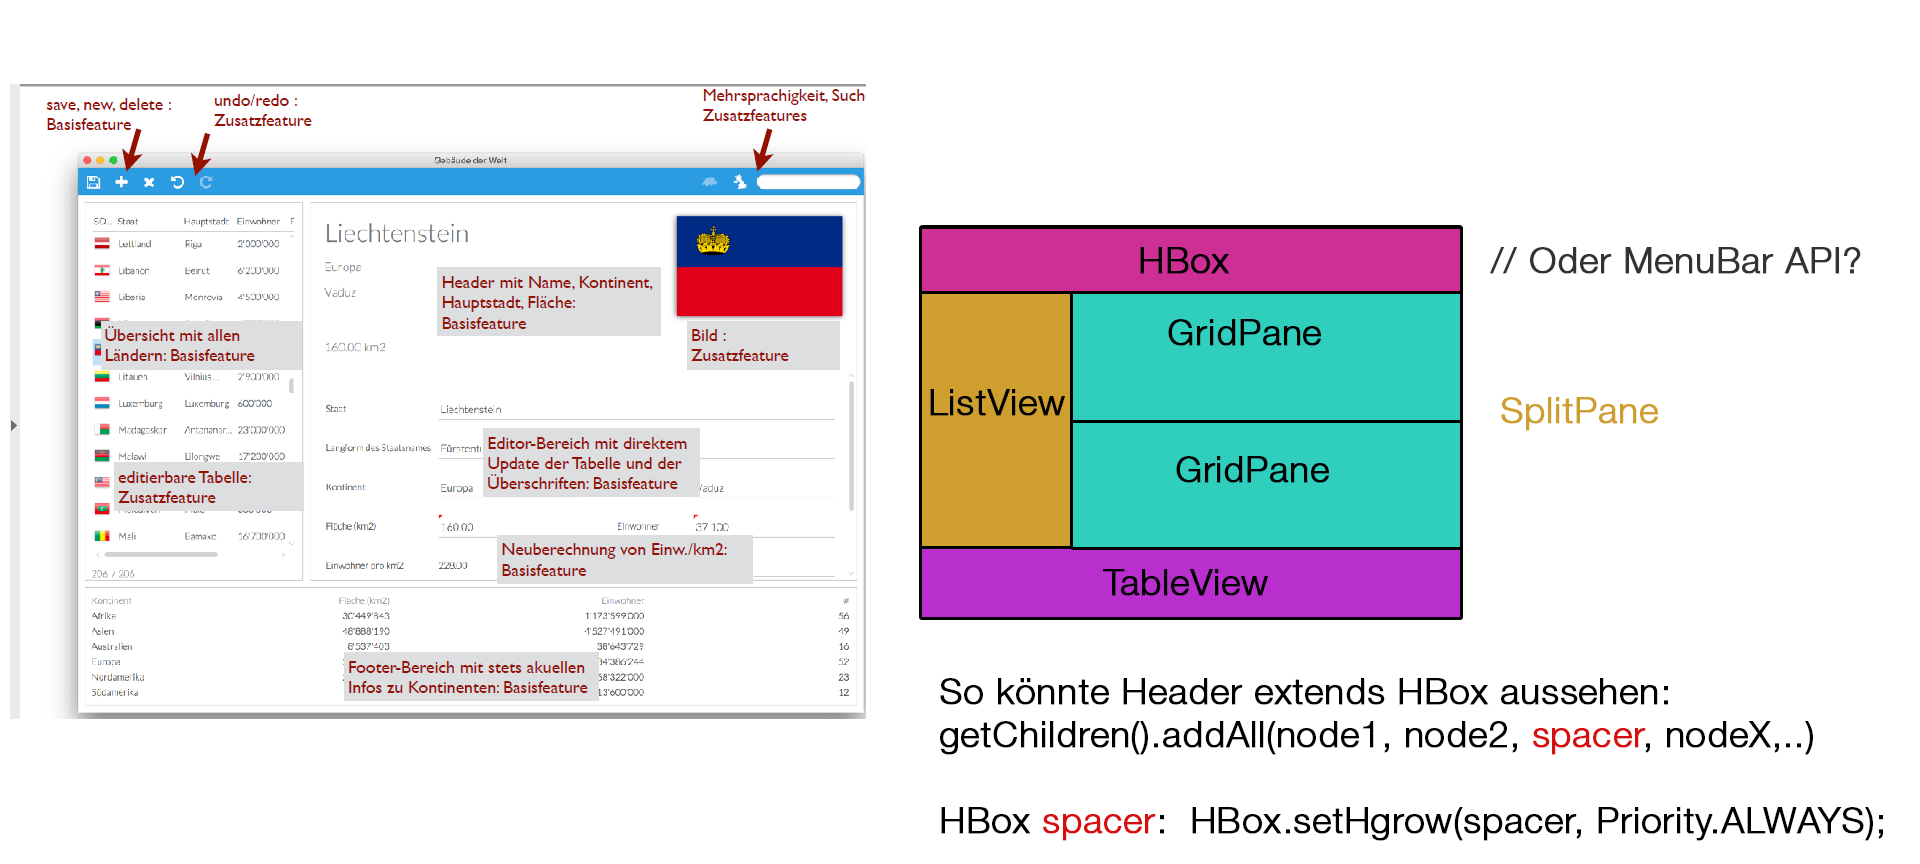 save, new, delete :
Basisfeature
undo/redo :
Zusatzfeature
Mehrsprachigkeit, Such
Zusatzfeatures
Gebäude der Welt
SO... Staat Hauptstadt Einwohner F
Lettland Riga 2'000'000
Libanon Beirut 6'200'000
Liberia Monrovia 4'500'000
Übersicht mit allen
Ländern: Basisfeature
Litauen Vilnius... 2'900'000
Luxemburg Luxemburg 600'000
Madagaskar Antananar... 23'000'000
Malawi Lilongwe 17'200'000
editierbare Tabelle:
Zusatzfeature
Mali Bamako 16'700'000
206 / 206
Liechtenstein
Europa
Vaduz
160.00 km2
Header mit Name, Kontinent,
Hauptstadt, Fläche:
Basisfeature
Bild :
Zusatzfeature
Staat Liechtenstein
Langform des Staatsnames Fürstent
Editor-Bereich mit direktem
Update der Tabelle und der
Überschriften: Basisfeature
Kontinent Europa Vaduz
Fläche (km2) 160.00 Einwohner 37 100
Neuberechnung von Einw./km2:
Basisfeature
Einwohner pro km2 228.00
Kontinent Fläche (km2) Einwohner #
Afrika 30'449'843 1'173'599'000 56
Asien 48'888'190 4'527'491'000 49
Australien 8'537'403 38'643'729 16
Europa 34'386'244 52
Nordamerika 58'322'000 23
Südamerika 13'600'000 12
Footer-Bereich mit stets akuellen
Infos zu Kontinenten: Basisfeature
HBox
// Oder MenuBar API?
GridPane
ListView
SplitPane
GridPane
TableView
So könnte Header extends HBox aussehen:
getChildren().addAll(node1, node2, spacer, nodeX,..)
HBox spacer: HBox.setHgrow(spacer, Priority.ALWAYS);